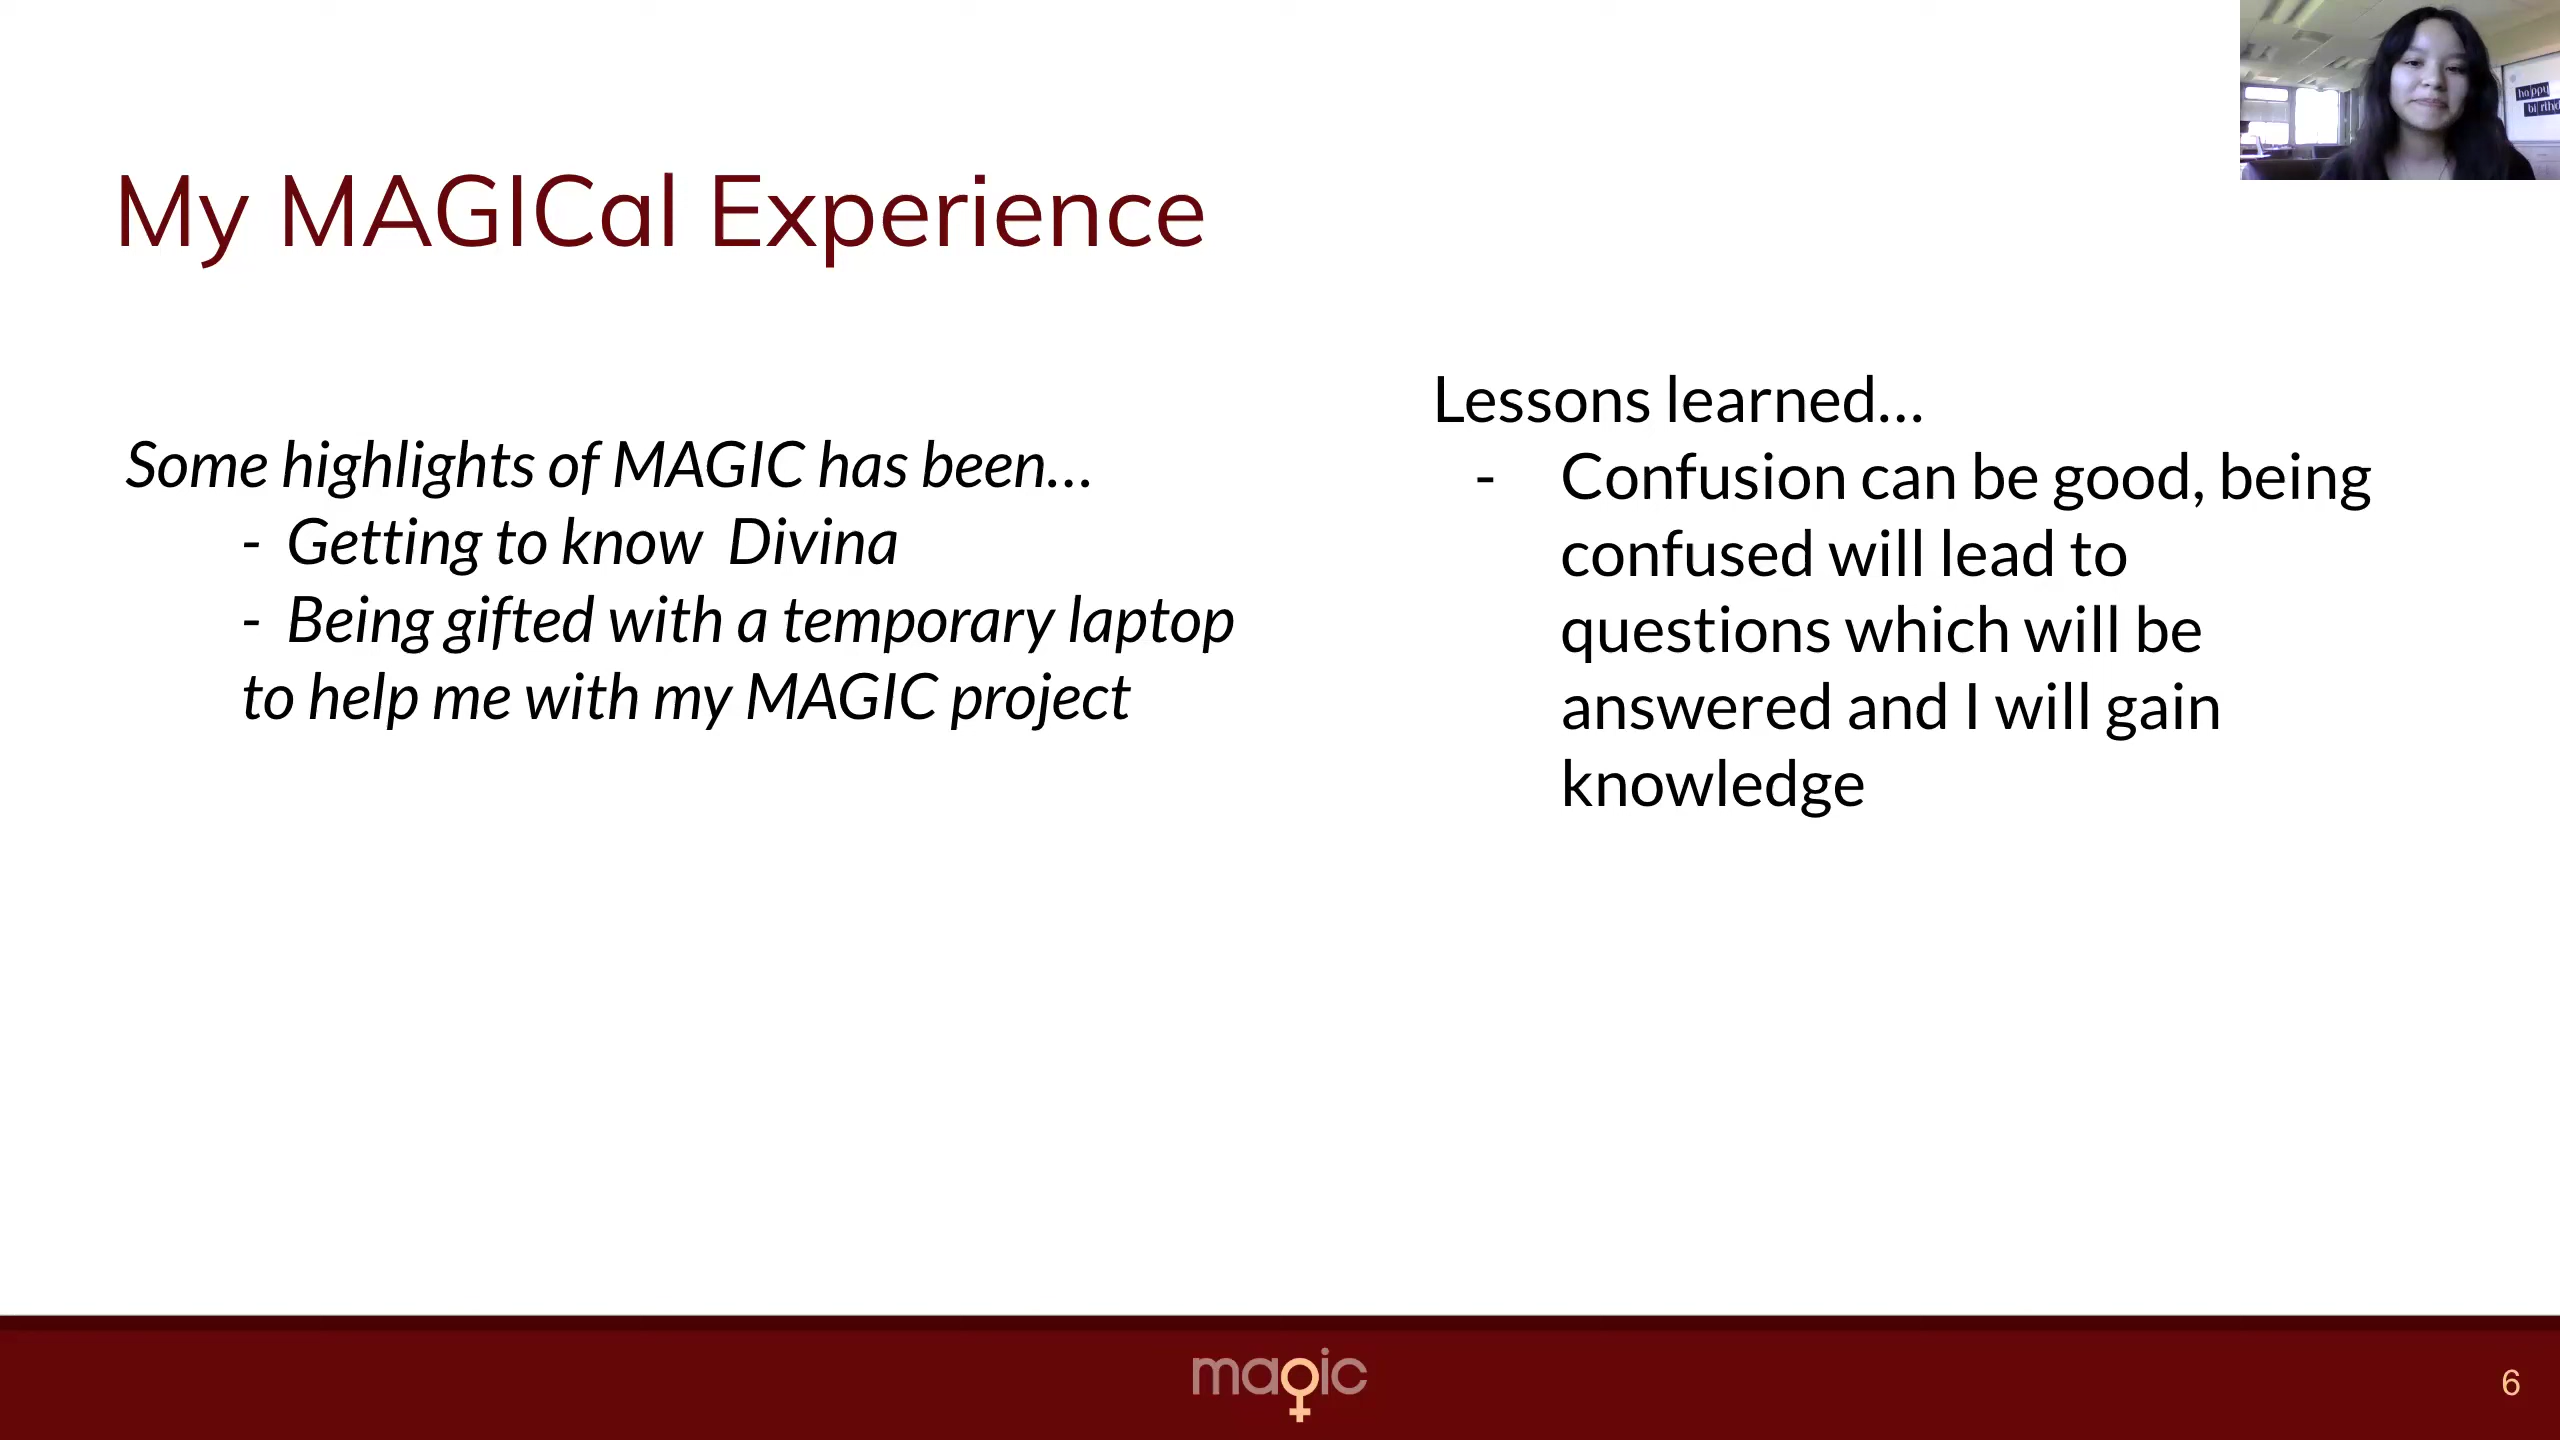 My MAGICal Experience
Some highlights of MAGIC has been...
- Getting to know  Divina
- Being gifted with a temporary laptop
to help me with my MAGIC project
Lessons learned...
- Confusion can be good, being
confused will lead to
questions which will be
answered and I will gain
knowledge
happy
birthd
magic
6